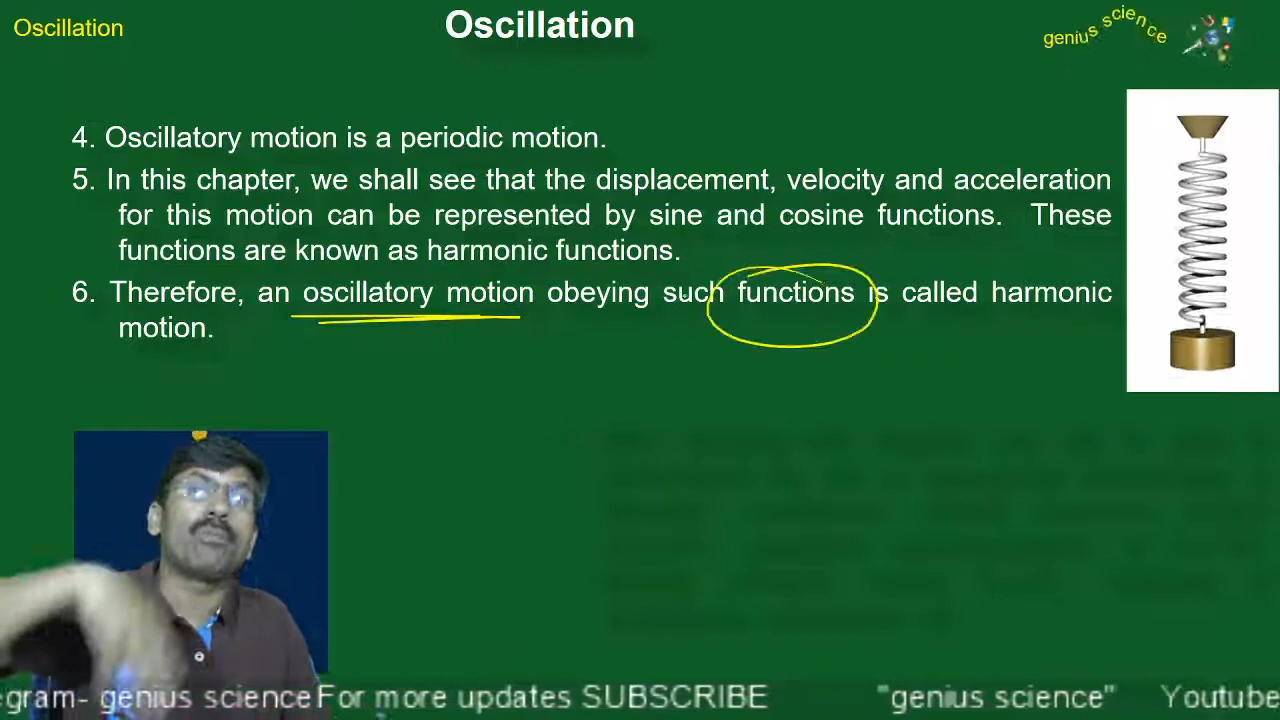 Oscillation
Oscillation
genius science
4. Oscillatory motion is a periodic motion.
5. In this chapter, we shall see that the displacement, velocity and acceleration
for this motion can be represented by sine and cosine functions. These
functions are known as harmonic functions.
6. Therefore, an oscillatory motion obeying such functions is called harmonic
motion.
egram- genius science For more updates SUBSCRIBE "genius science" Youtube